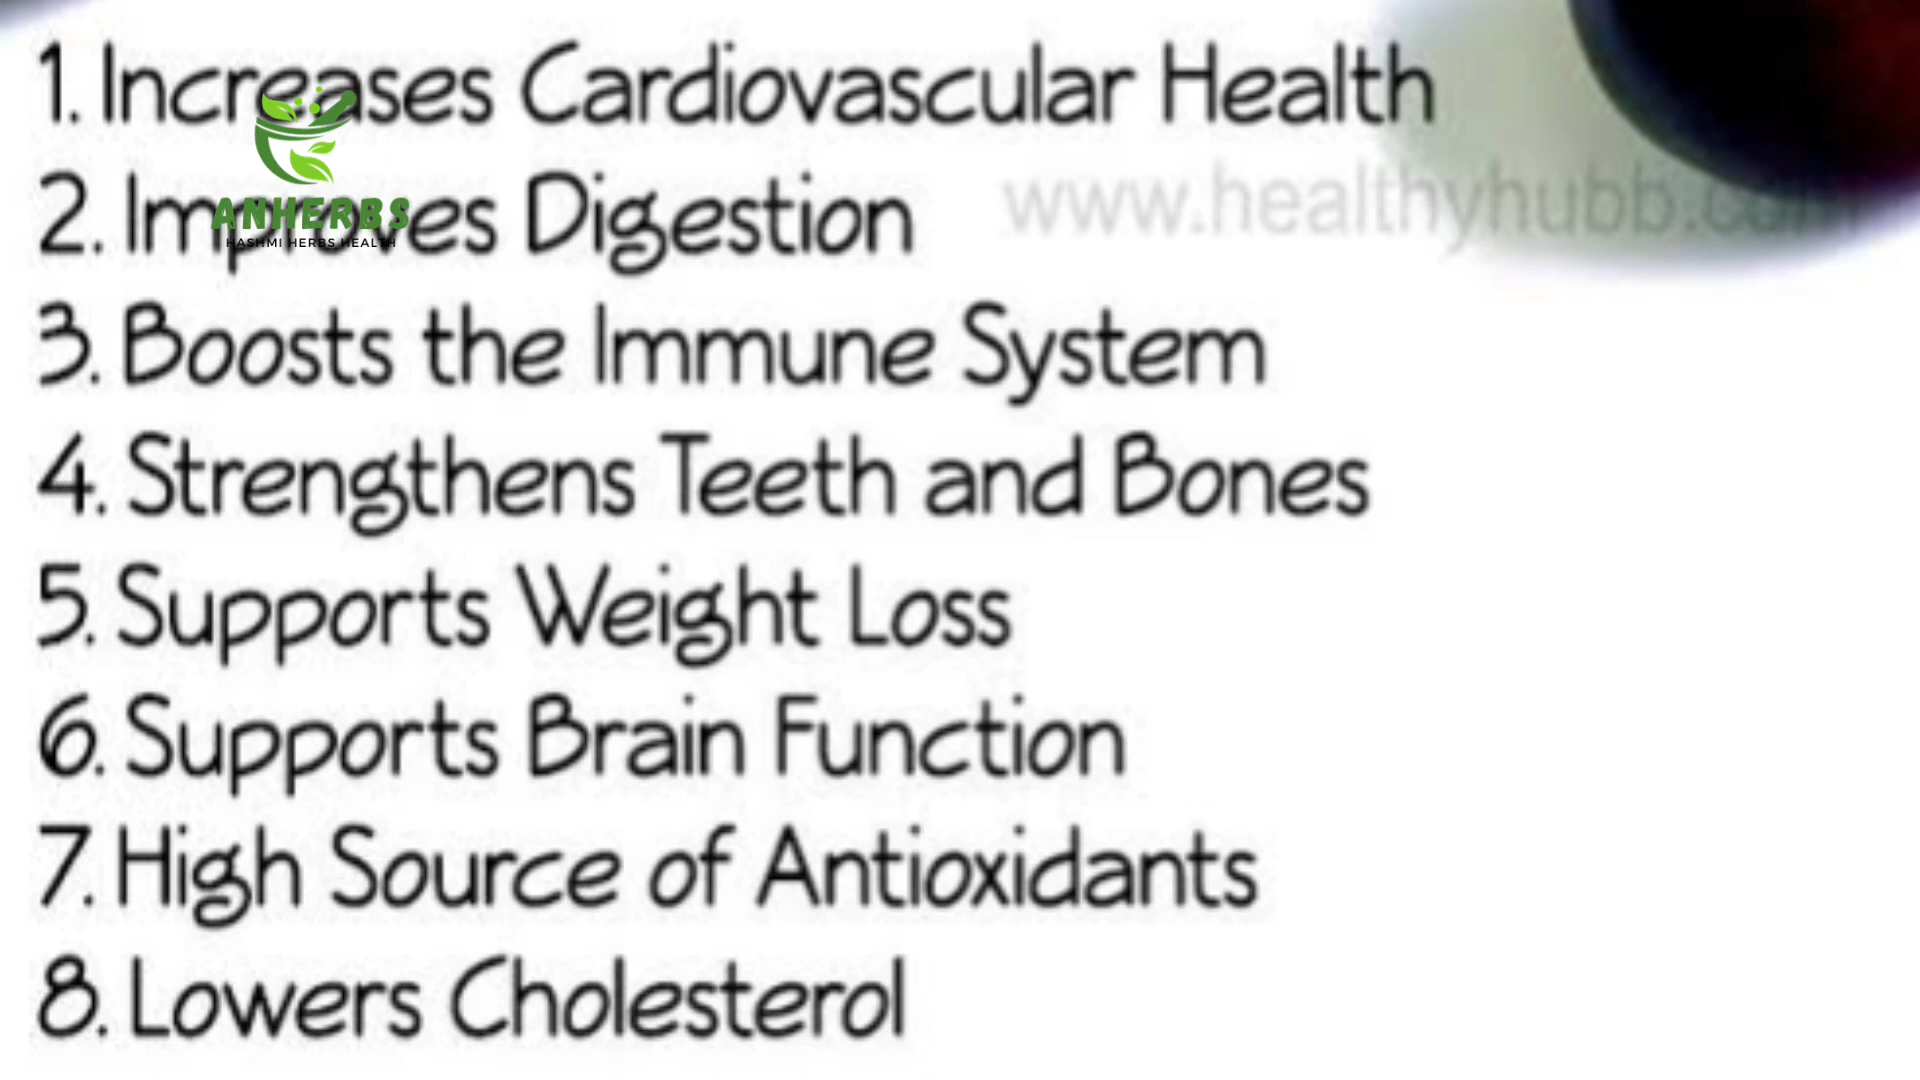 1. Increases Cardiovascular Health
2. Improves Digestion
www.healthyhubb.com
ANHERBS
HASHMI HERBS HEALTH
3. Boosts the Immune System
4. Strengthens Teeth and Bones
5. Supports Weight Loss
6. Supports Brain Function
7. High Source of Antioxidants
8. Lowers Cholesterol